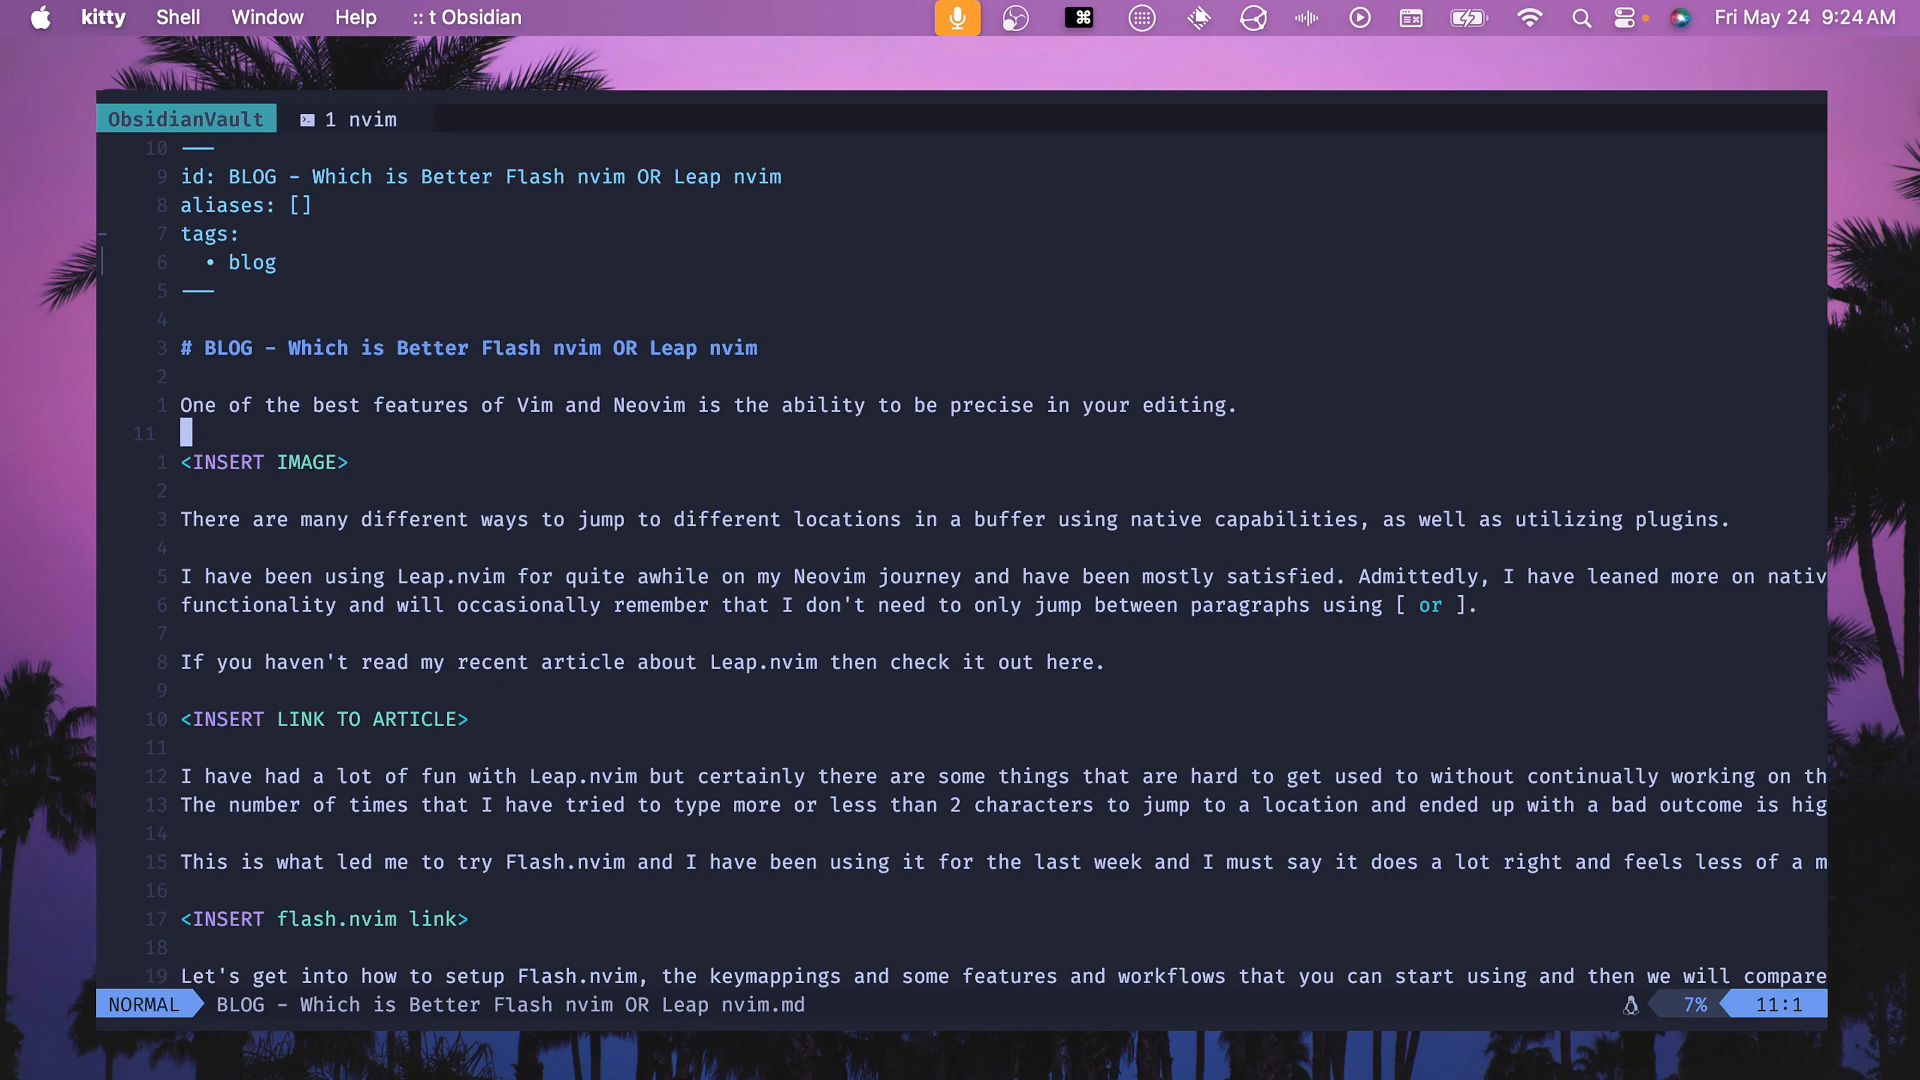 kitty Shell Window Help :: t Obsidian Fri May 24 9:24 AM
ObsidianVault 1 nvim
10 ---
9 id: BLOG - Which is Better Flash nvim OR Leap nvim
8 aliases: []
7 tags:
6 • blog
5 ---
4
3 # BLOG - Which is Better Flash nvim OR Leap nvim
2
1 One of the best features of Vim and Neovim is the ability to be precise in your editing.
11
1 <INSERT IMAGE>
2
3 There are many different ways to jump to different locations in a buffer using native capabilities, as well as utilizing plugins.
4
5 I have been using Leap.nvim for quite awhile on my Neovim journey and have been mostly satisfied. Admittedly, I have leaned more on nativ
6 functionality and will occasionally remember that I don't need to only jump between paragraphs using [ or ].
7
8 If you haven't read my recent article about Leap.nvim then check it out here.
9
10 <INSERT LINK TO ARTICLE>
11
12 I have had a lot of fun with Leap.nvim but certainly there are some things that are hard to get used to without continually working on th
13 The number of times that I have tried to type more or less than 2 characters to jump to a location and ended up with a bad outcome is hig
14
15 This is what led me to try Flash.nvim and I have been using it for the last week and I must say it does a lot right and feels less of a m
16
17 <INSERT flash.nvim link>
18
19 Let's get into how to setup Flash.nvim, the keymappings and some features and workflows that you can start using and then we will compare
NORMAL BLOG - Which is Better Flash nvim OR Leap nvim.md 7% 11:1